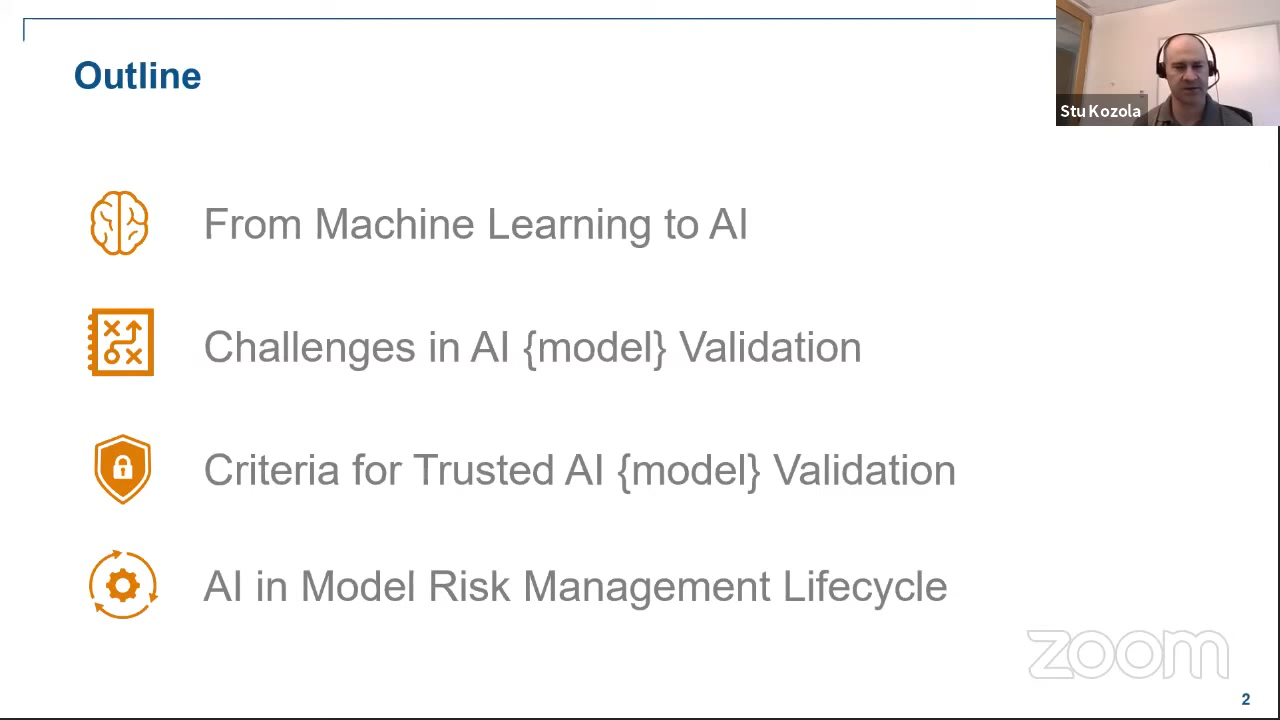 Outline
Stu Kozola
From Machine Learning to AI
Challenges in AI {model} Validation
Criteria for Trusted AI {model} Validation
AI in Model Risk Management Lifecycle
zoom
2